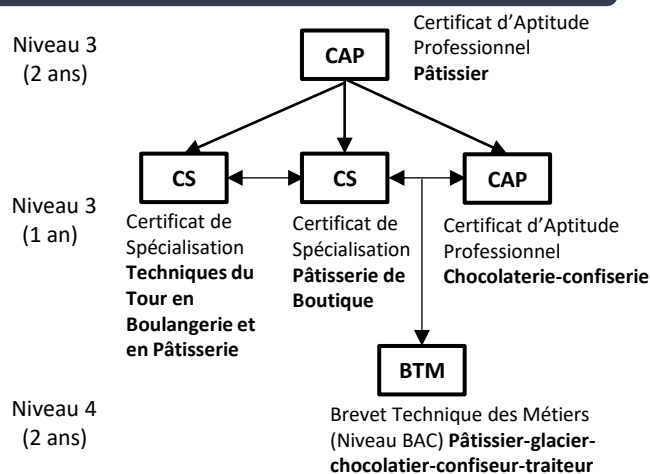 Niveau 3
(2 ans)
CAP
Certificat d’Aptitude
Professionnel
Pâtissier
Niveau 3
(1 an)
CS
Certificat de
Spécialisation
Techniques du
Tour en
Boulangerie et
en Pâtisserie
CS
Certificat de
Spécialisation
Pâtisserie de
Boutique
CAP
Certificat d’Aptitude
Professionnel
Chocolaterie-confiserie
Niveau 4
(2 ans)
BTM
Brevet Technique des Métiers
(Niveau BAC) Pâtissier-glacier-
chocolatier-confiseur-traiteur